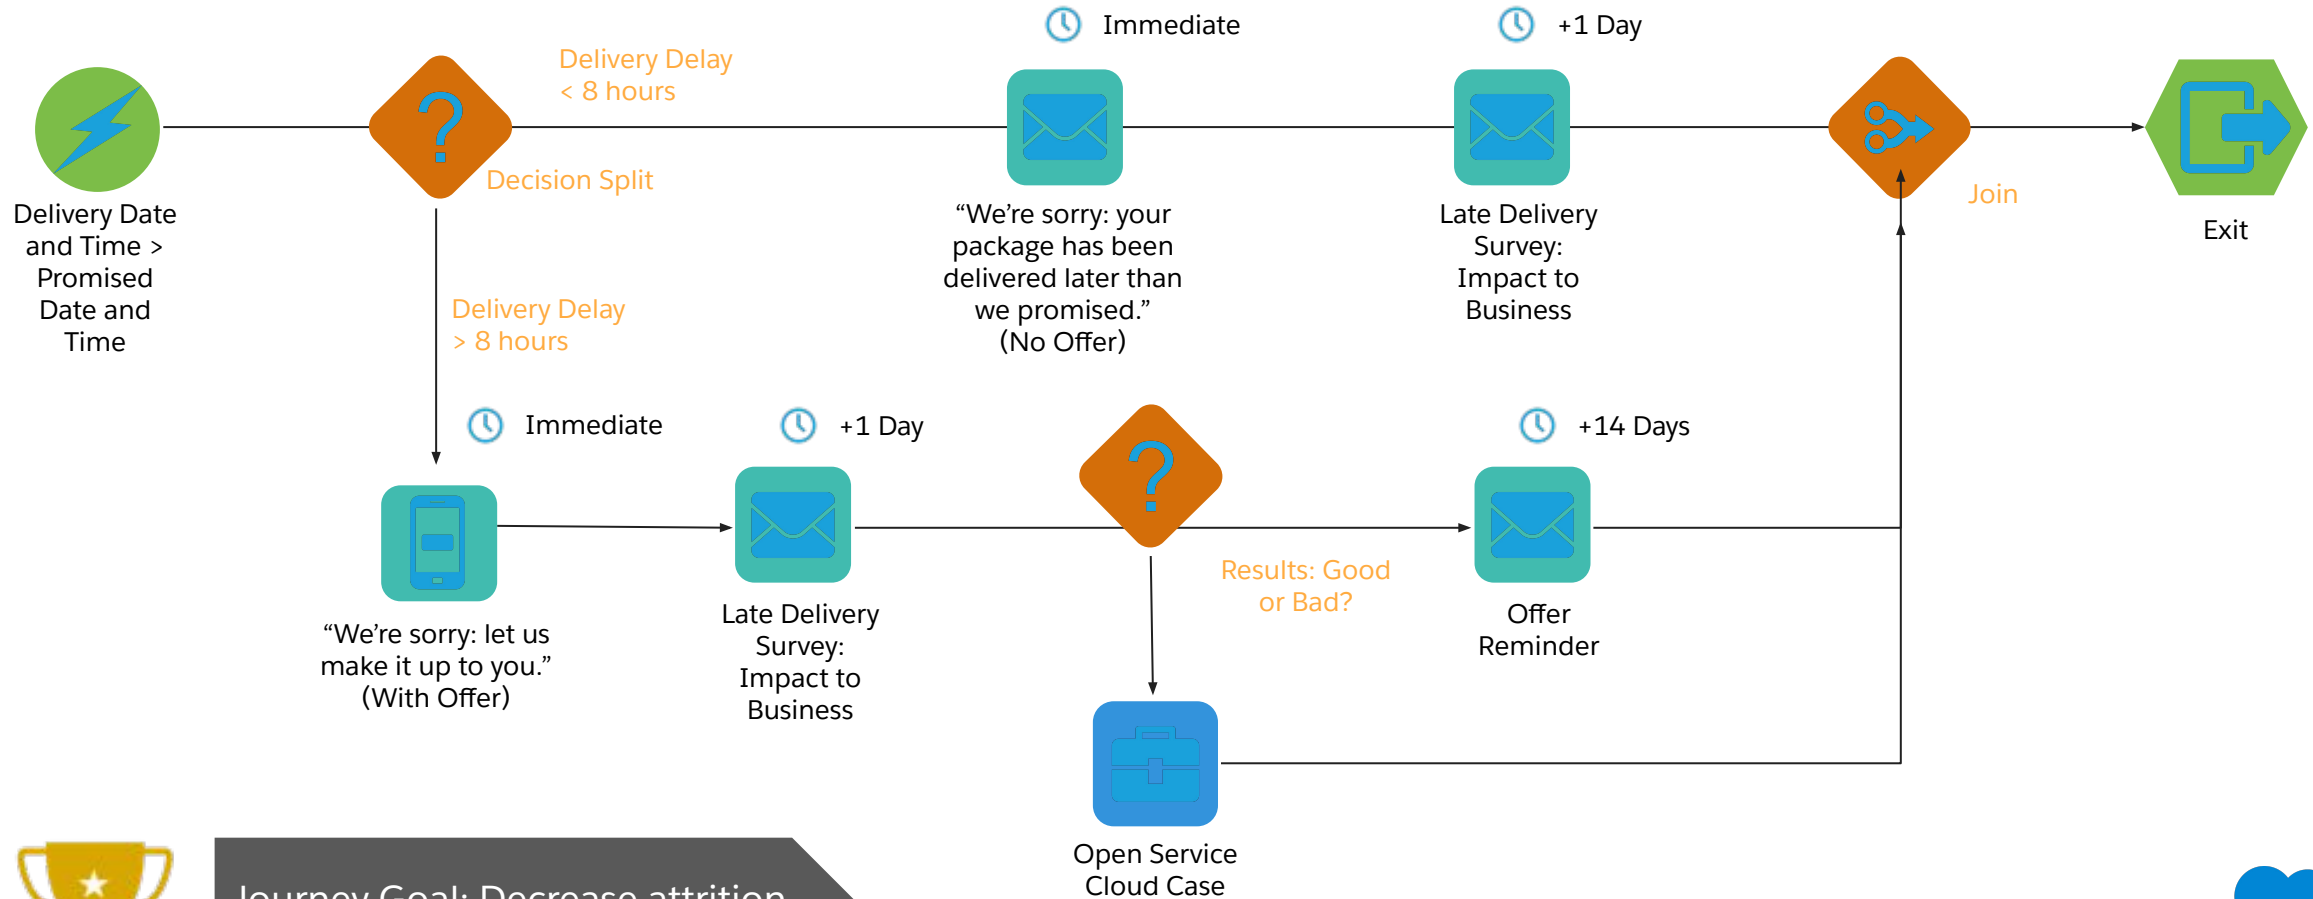 Immediate
+1 Day
Delivery Delay
< 8 hours
Decision Split
Join
Delivery Date
and Time >
Promised
Date and
Time
“We’re sorry: your
package has been
delivered later than
we promised.”
(No Offer)
Late Delivery
Survey:
Impact to
Business
Exit
Delivery Delay
> 8 hours
Immediate
+1 Day
+14 Days
Results: Good
or Bad?
“We’re sorry: let us
make it up to you.”
(With Offer)
Late Delivery
Survey:
Impact to
Business
Offer
Reminder
Open Service
Cloud Case
Journey Goal: Decrease attrition